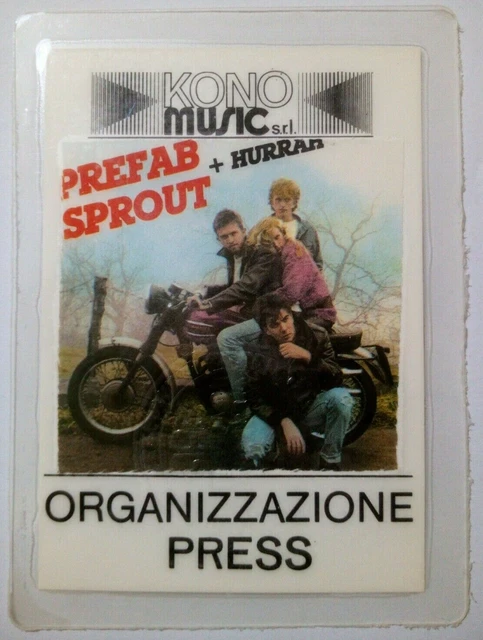 KONO
MUSIC s.r.l.
PREFAB + HURRAH
SPROUT
ORGANIZZAZIONE
PRESS